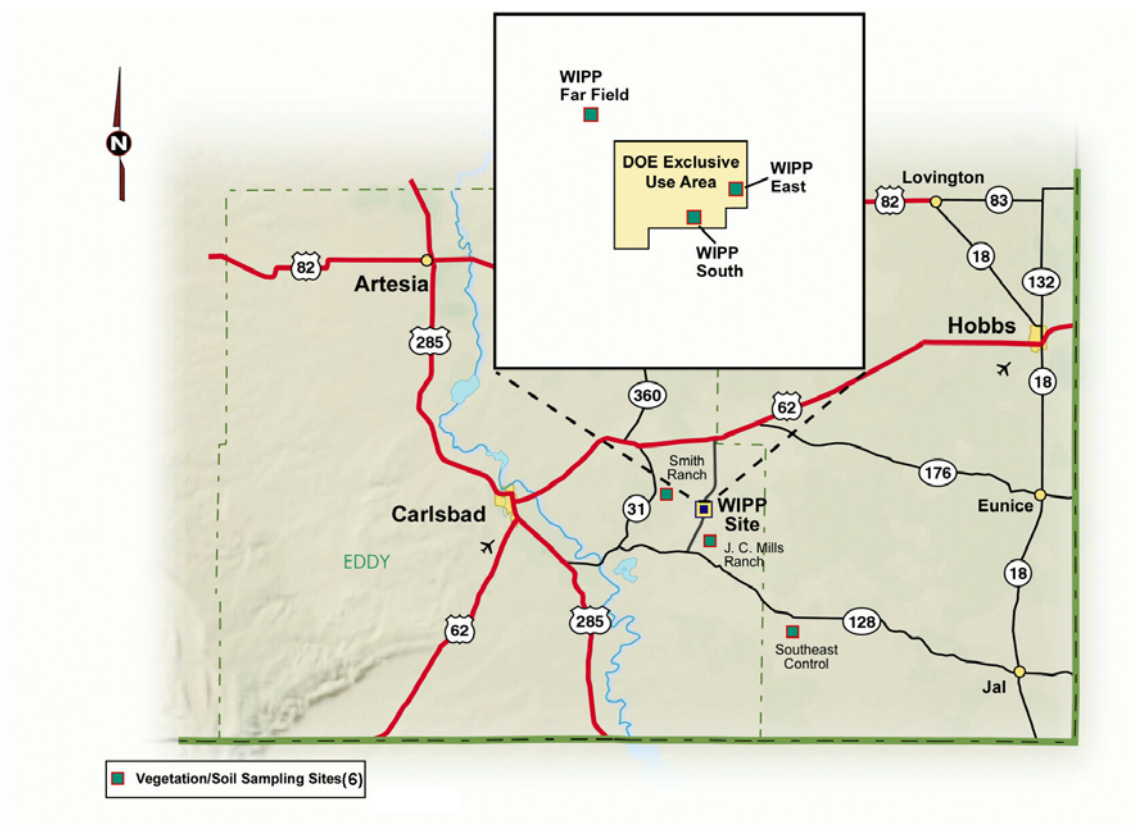 WIPP
Far Field
DOE Exclusive
Use Area
WIPP
East
WIPP
South
N
Lovington
82
83
18
132
82
Artesia
285
Hobbs
18
360
62
Smith
Ranch
176
31
WIPP
Site
Eunice
Carlsbad
J. C. Mills
Ranch
EDDY
18
62
285
128
Southeast
Control
Jal
Vegetation/Soil Sampling Sites(6)